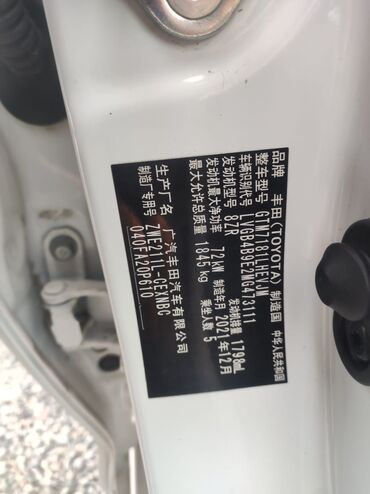 品牌 丰田(TOYOTA) 制造国 中华人民共和国
整车型号 GTM7181LHEVJM
车辆识别代号 LVGB489E2MG473111
发动机型号 8ZR 发动机排量 1798mL
发动机最大净功率 72kW 制造年月 2021年12月
最大允许总质量 1845kg 乘坐人数 5
生产厂名 广汽丰田汽车有限公司
制造厂专用号 ZWE211L-GEXNBC
040FA20P610